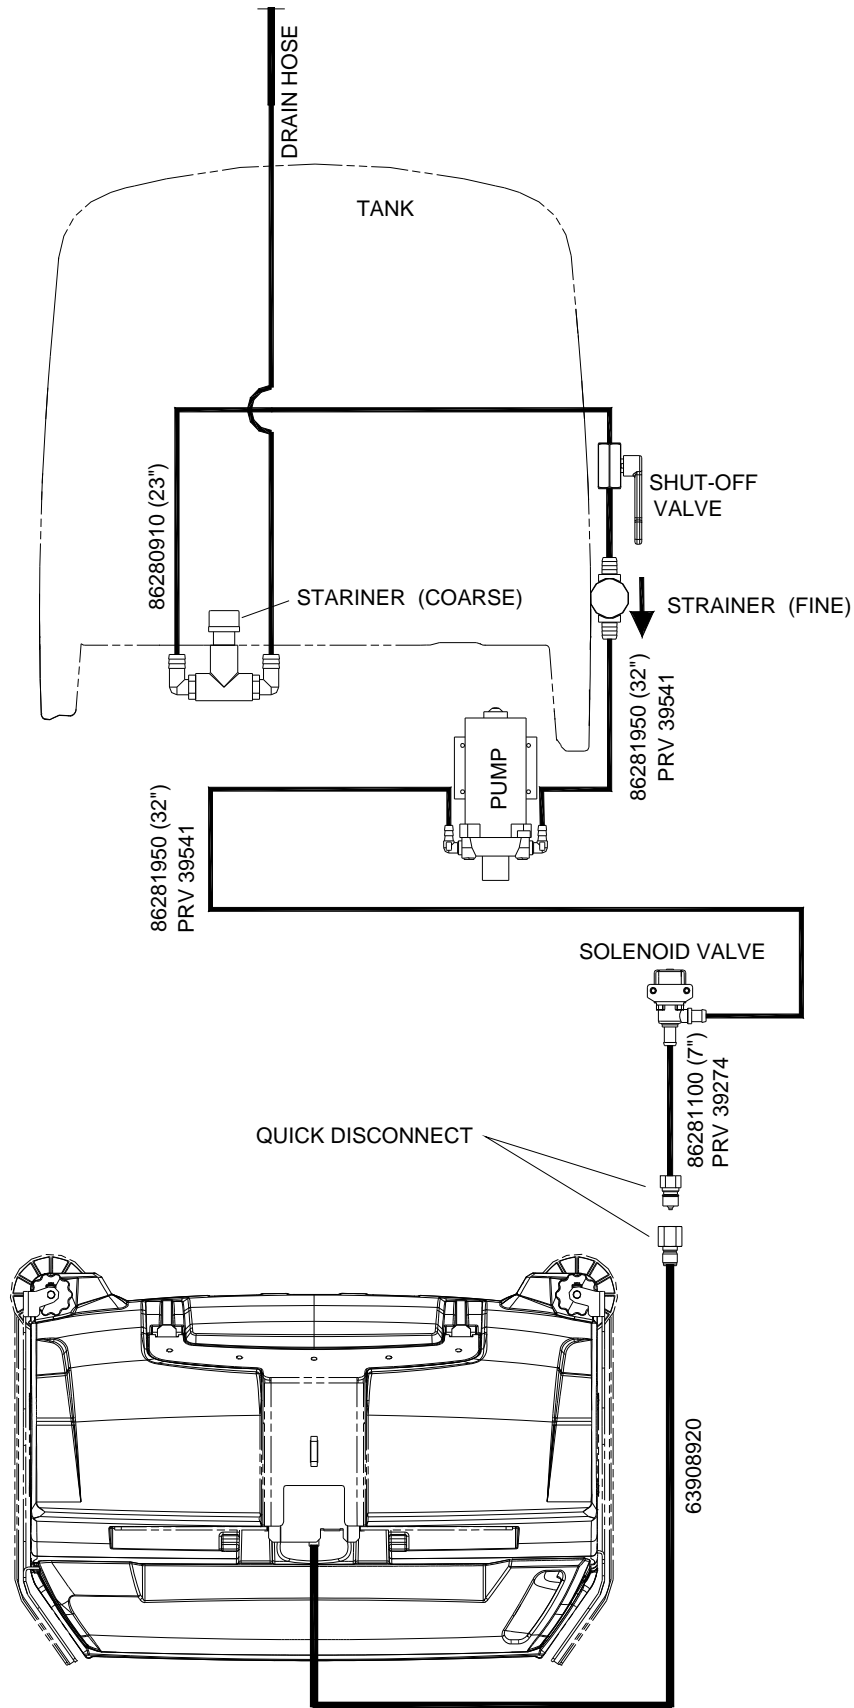 DRAIN HOSE
TANK
86280910 (23")
SHUT-OFF
VALVE
STARINER (COARSE)
STRAINER (FINE)
86281950 (32")
PRV 39541
PUMP
86281950 (32")
PRV 39541
SOLENOID VALVE
86281100 (7")
PRV 39274
QUICK DISCONNECT
63908920